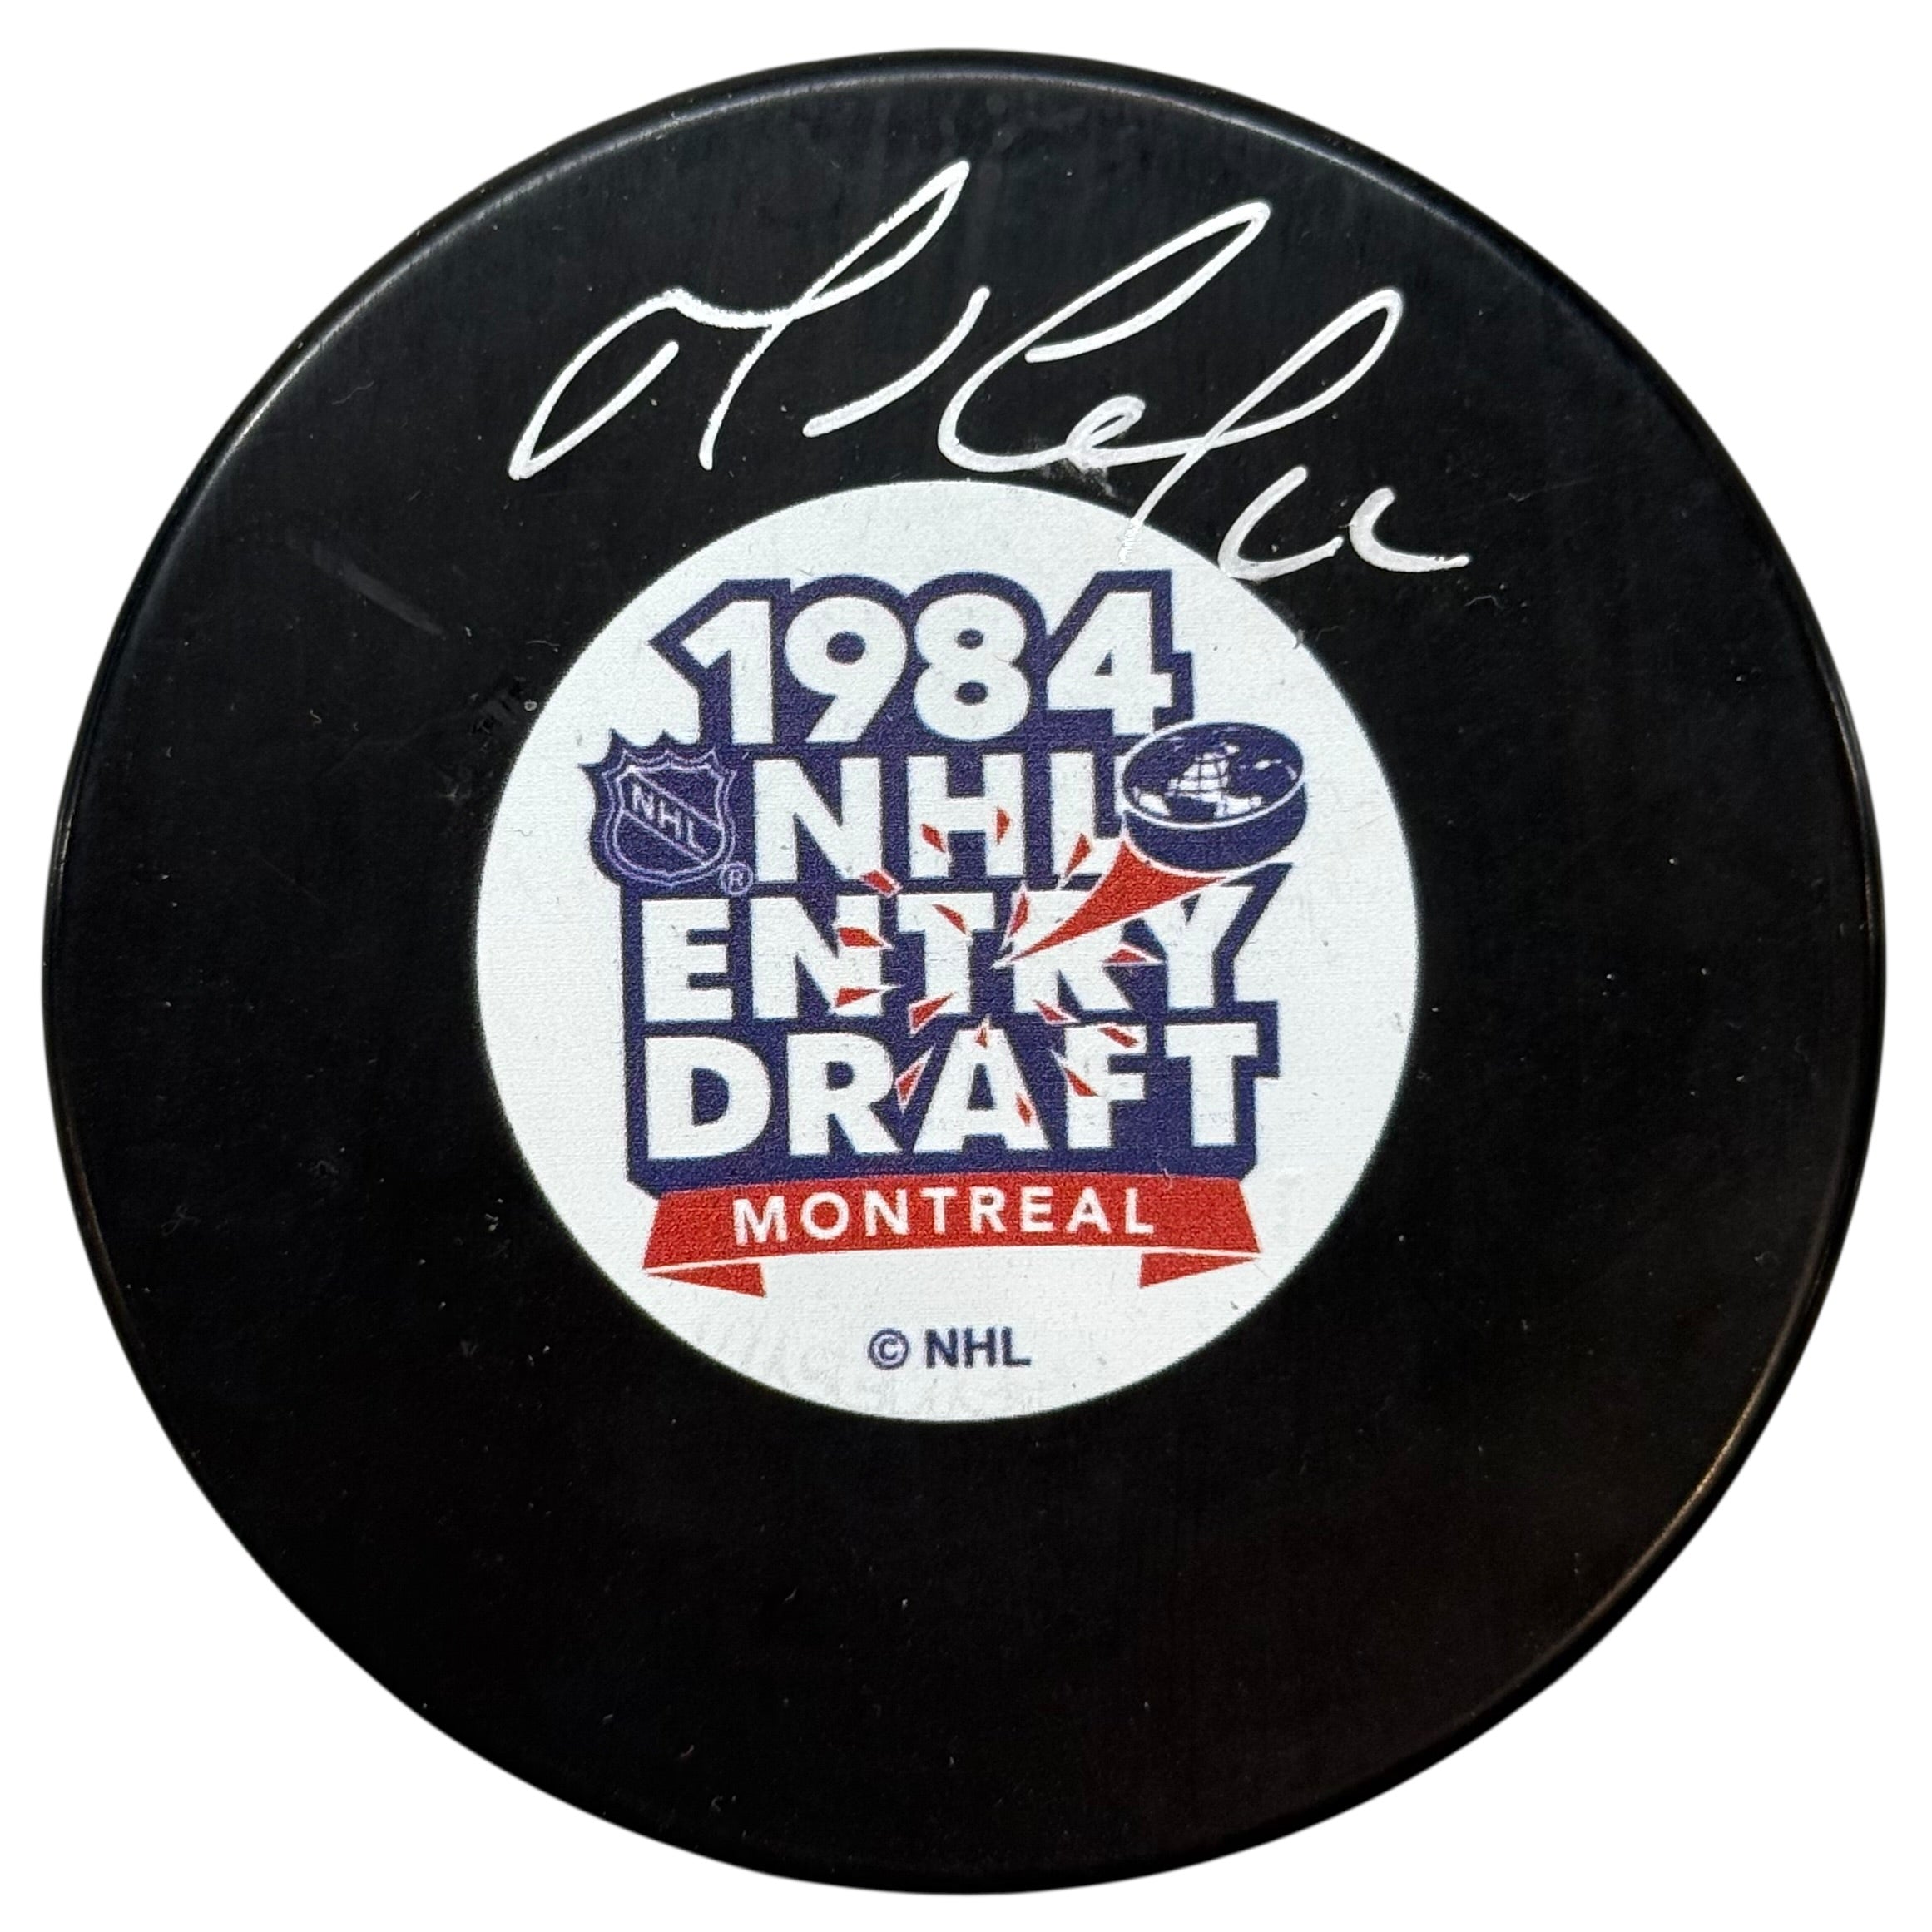 1984
NHL
NHL
®
ENTRY
DRAFT
MONTREAL
© NHL